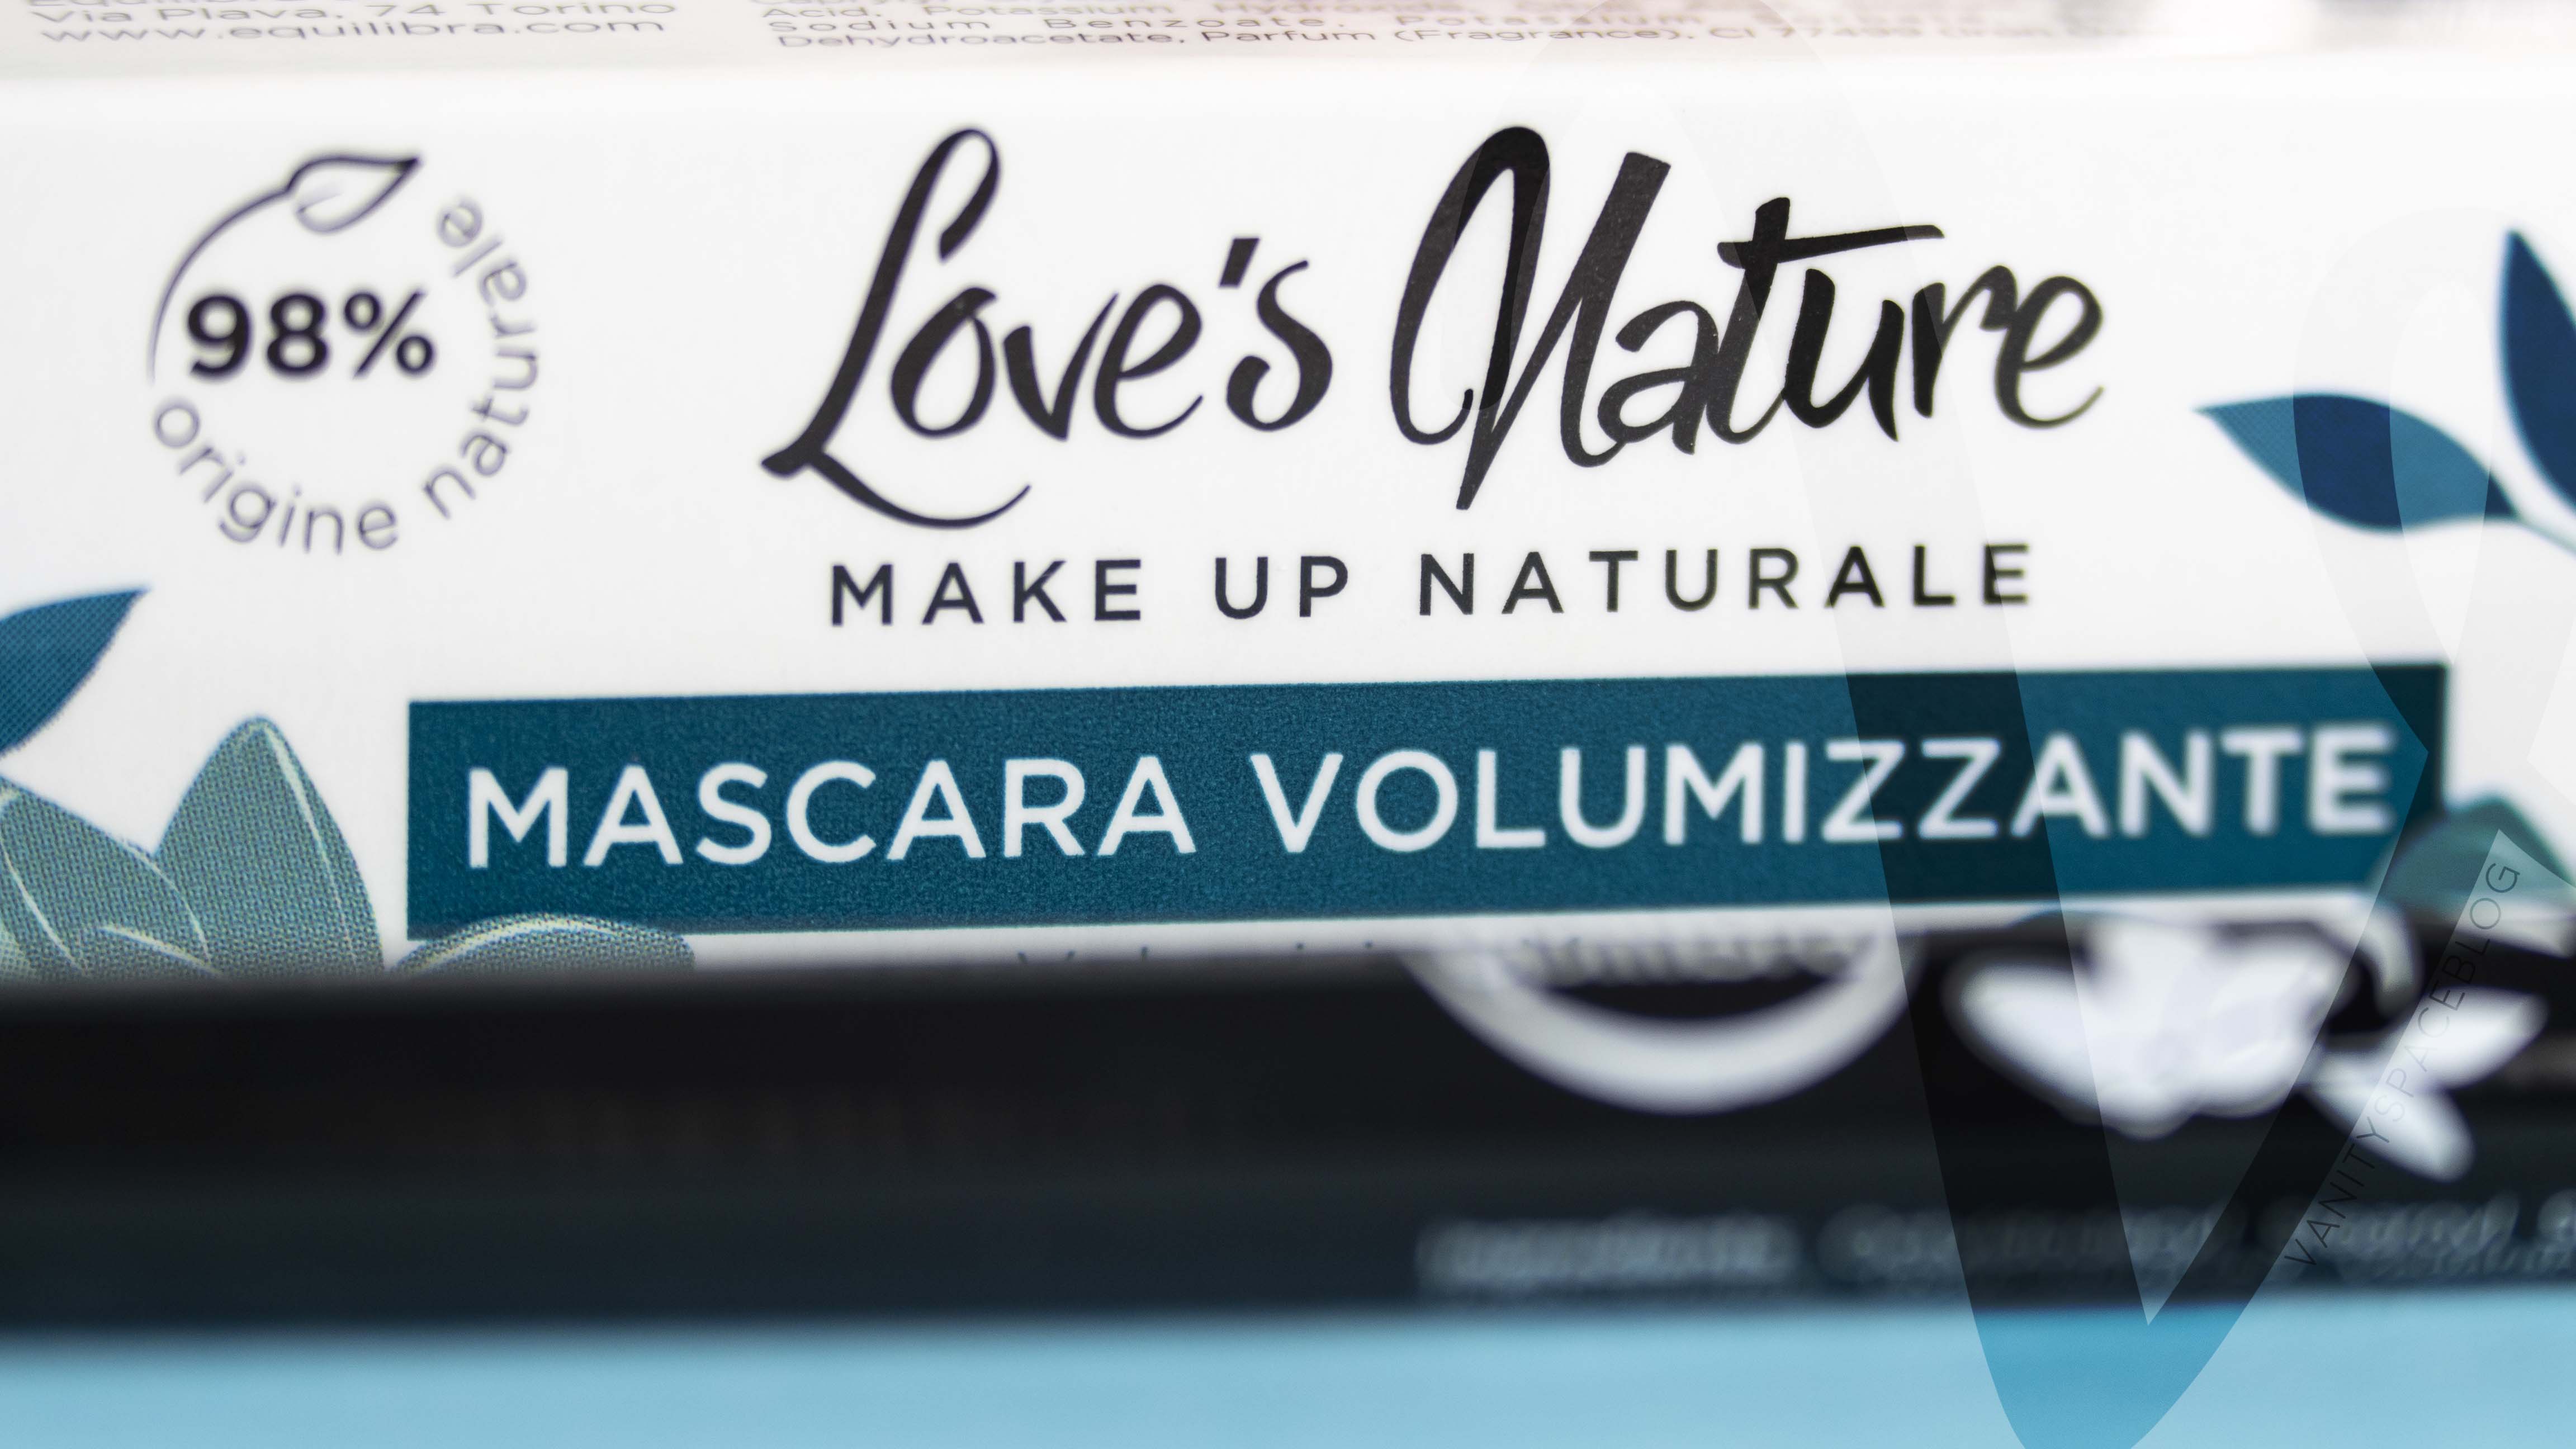 Via Plava, 74 Torino
www.equilibra.com
Acid, Potassium Hydroxide
Sodium Benzoate, Potassium Sorbate
Dehydroacetate, Parfum (Fragrance), CI 77499
98%
origine naturale
Love's Nature
MAKE UP NATURALE
MASCARA VOLUMIZZANTE
VANITYSPACEBLOG